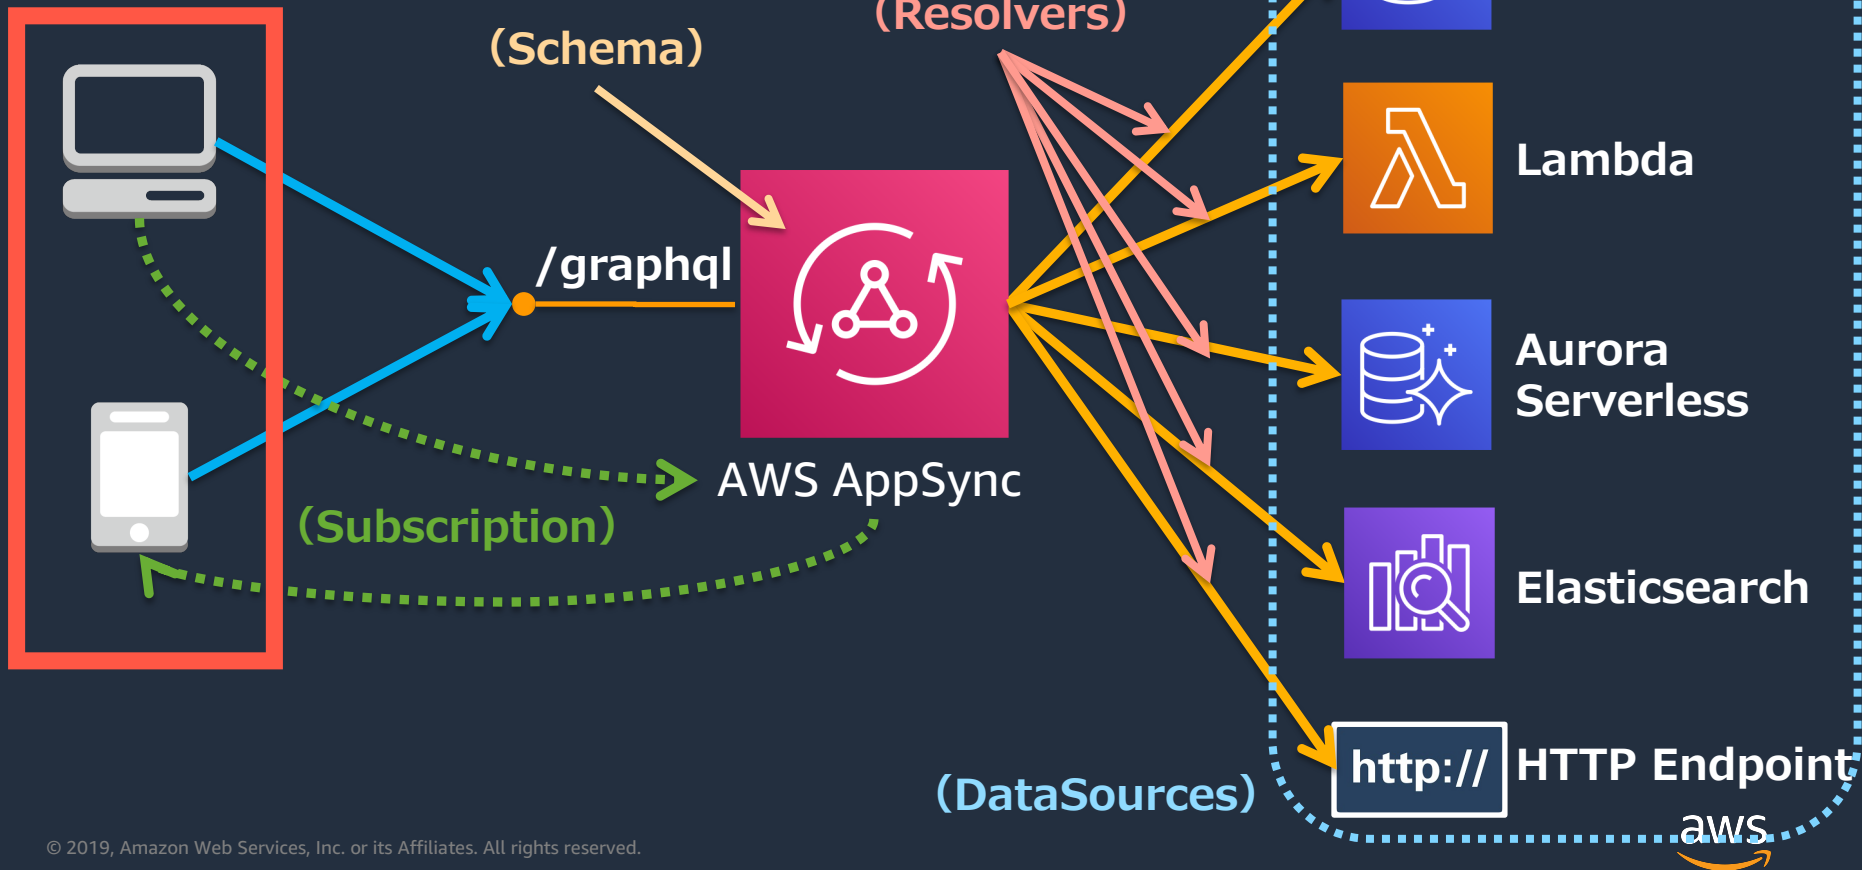 (Resolvers)
(Schema)
Lambda
/graphql
Aurora
Serverless
AWS AppSync
(Subscription)
Elasticsearch
http://
HTTP Endpoint
(DataSources)
aws
© 2019, Amazon Web Services, Inc. or its Affiliates. All rights reserved.